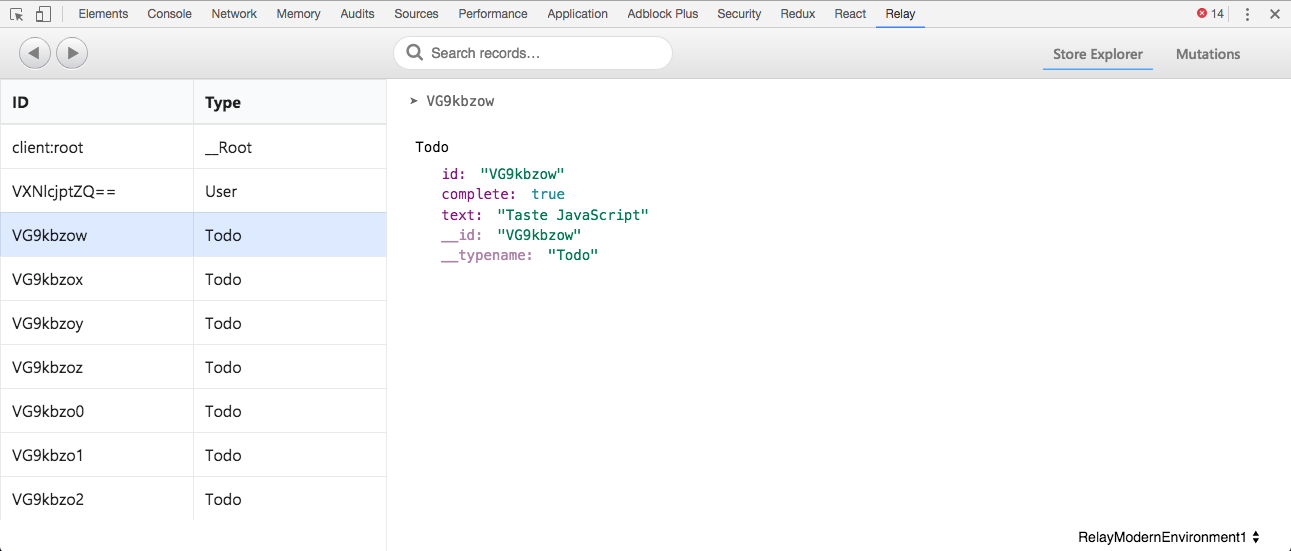 Elements Console Network Memory Audits Sources Performance Application Adblock Plus Security Redux React Relay 14
Search records…
Store Explorer Mutations
ID Type
client:root __Root
VXNlcjptZQ== User
VG9kbzow Todo
VG9kbzox Todo
VG9kbzoy Todo
VG9kbzoz Todo
VG9kbzo0 Todo
VG9kbzo1 Todo
VG9kbzo2 Todo
VG9kbzow
Todo
id: "VG9kbzow"
complete: true
text: "Taste JavaScript"
__id: "VG9kbzow"
__typename: "Todo"
RelayModernEnvironment1